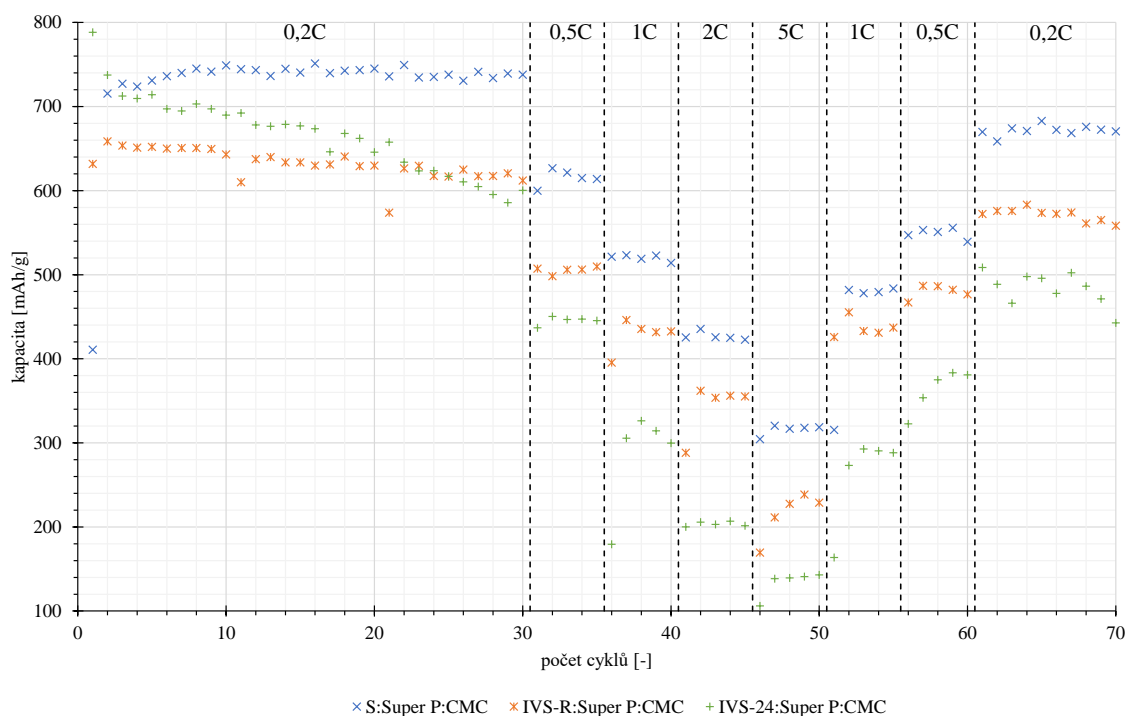 0,2C 0,5C 1C 2C 5C 1C 0,5C 0,2C
800
700
600
500
400
300
200
100
kapacita [mAh/g]
0 10 20 30 40 50 60 70
počet cyklů [-]
S:Super P:CMC IVS-R:Super P:CMC IVS-24:Super P:CMC